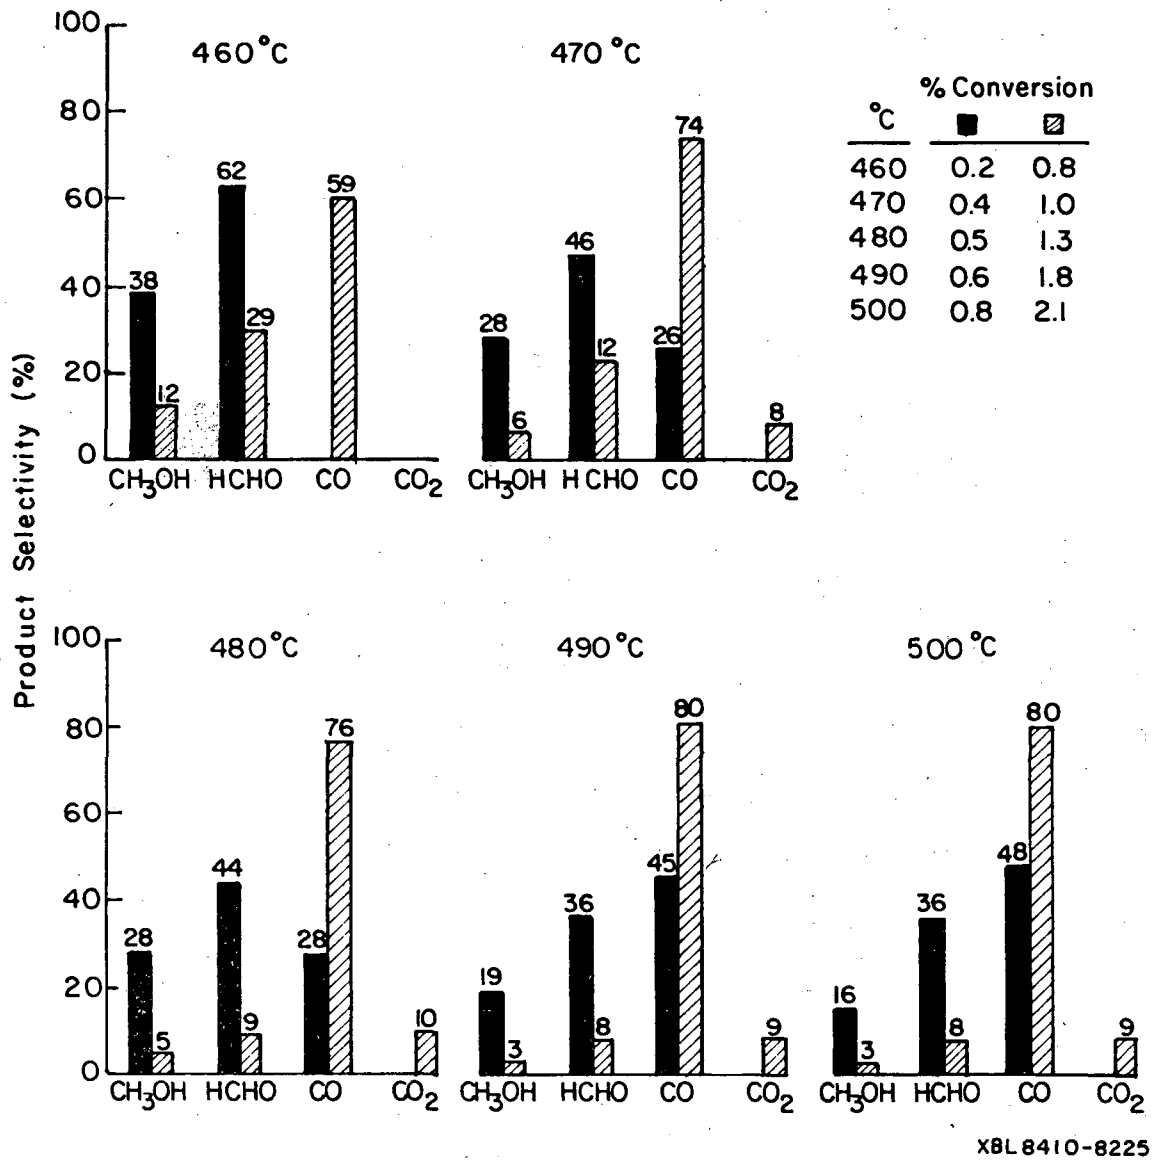 Product Selectivity (%)
460°C
100
80
60
40
20
0
38
12
62
29
59
CH₃OH HCHO CO CO₂
470°C
28
6
46
12
26
74
8
CH₃OH HCHO CO CO₂
% Conversion
°C
460 0.2 0.8
470 0.4 1.0
480 0.5 1.3
490 0.6 1.8
500 0.8 2.1
480°C
100
80
60
40
20
0
28
5
44
9
28
76
10
CH₃OH HCHO CO CO₂
490°C
19
3
36
8
45
80
9
CH₃OH HCHO CO CO₂
500°C
16
3
36
8
48
80
9
CH₃OH HCHO CO CO₂
XBL 8410-8225